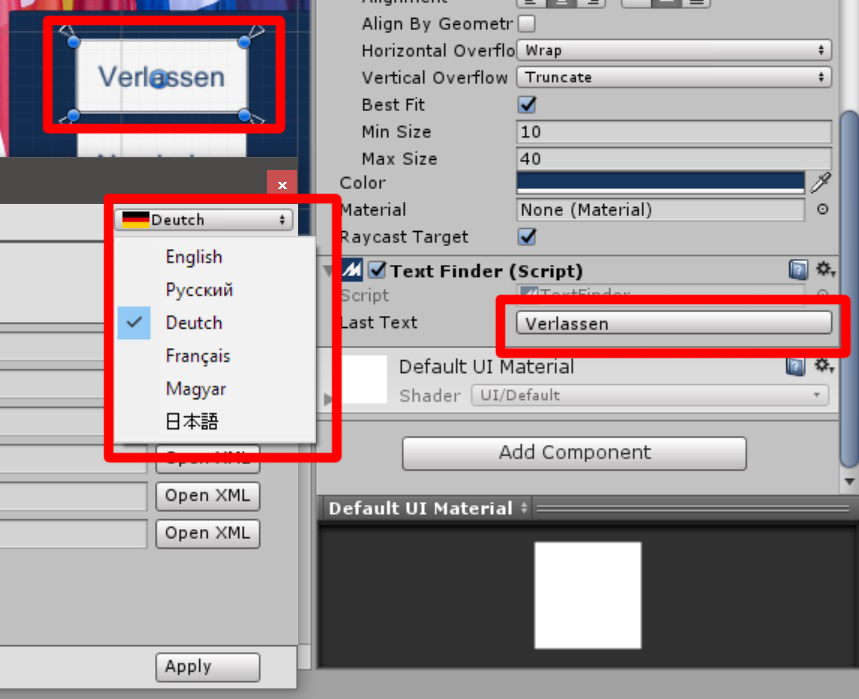 Verlassen
Deutch
English
Русский
Deutch
Français
Magyar
日本語
Open XML
Open XML
Open XML
Apply
Alignment
Align By Geometr
Horizontal Overflo Wrap
Vertical Overflow Truncate
Best Fit
Min Size 10
Max Size 40
Color
Material None (Material)
Raycast Target
Text Finder (Script)
Script TextFinder
Last Text Verlassen
Default UI Material
Shader UI/Default
Add Component
Default UI Material